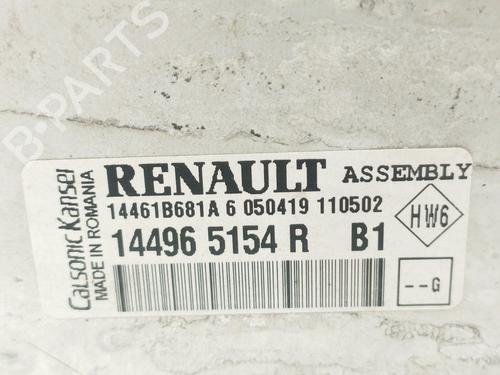 RENAULT ASSEMBLY
14461B681A 6 050419 110502
14496 5154 R B1
HW6
--G
Calsonic Kansei
MADE IN ROMANIA
B-PARTS